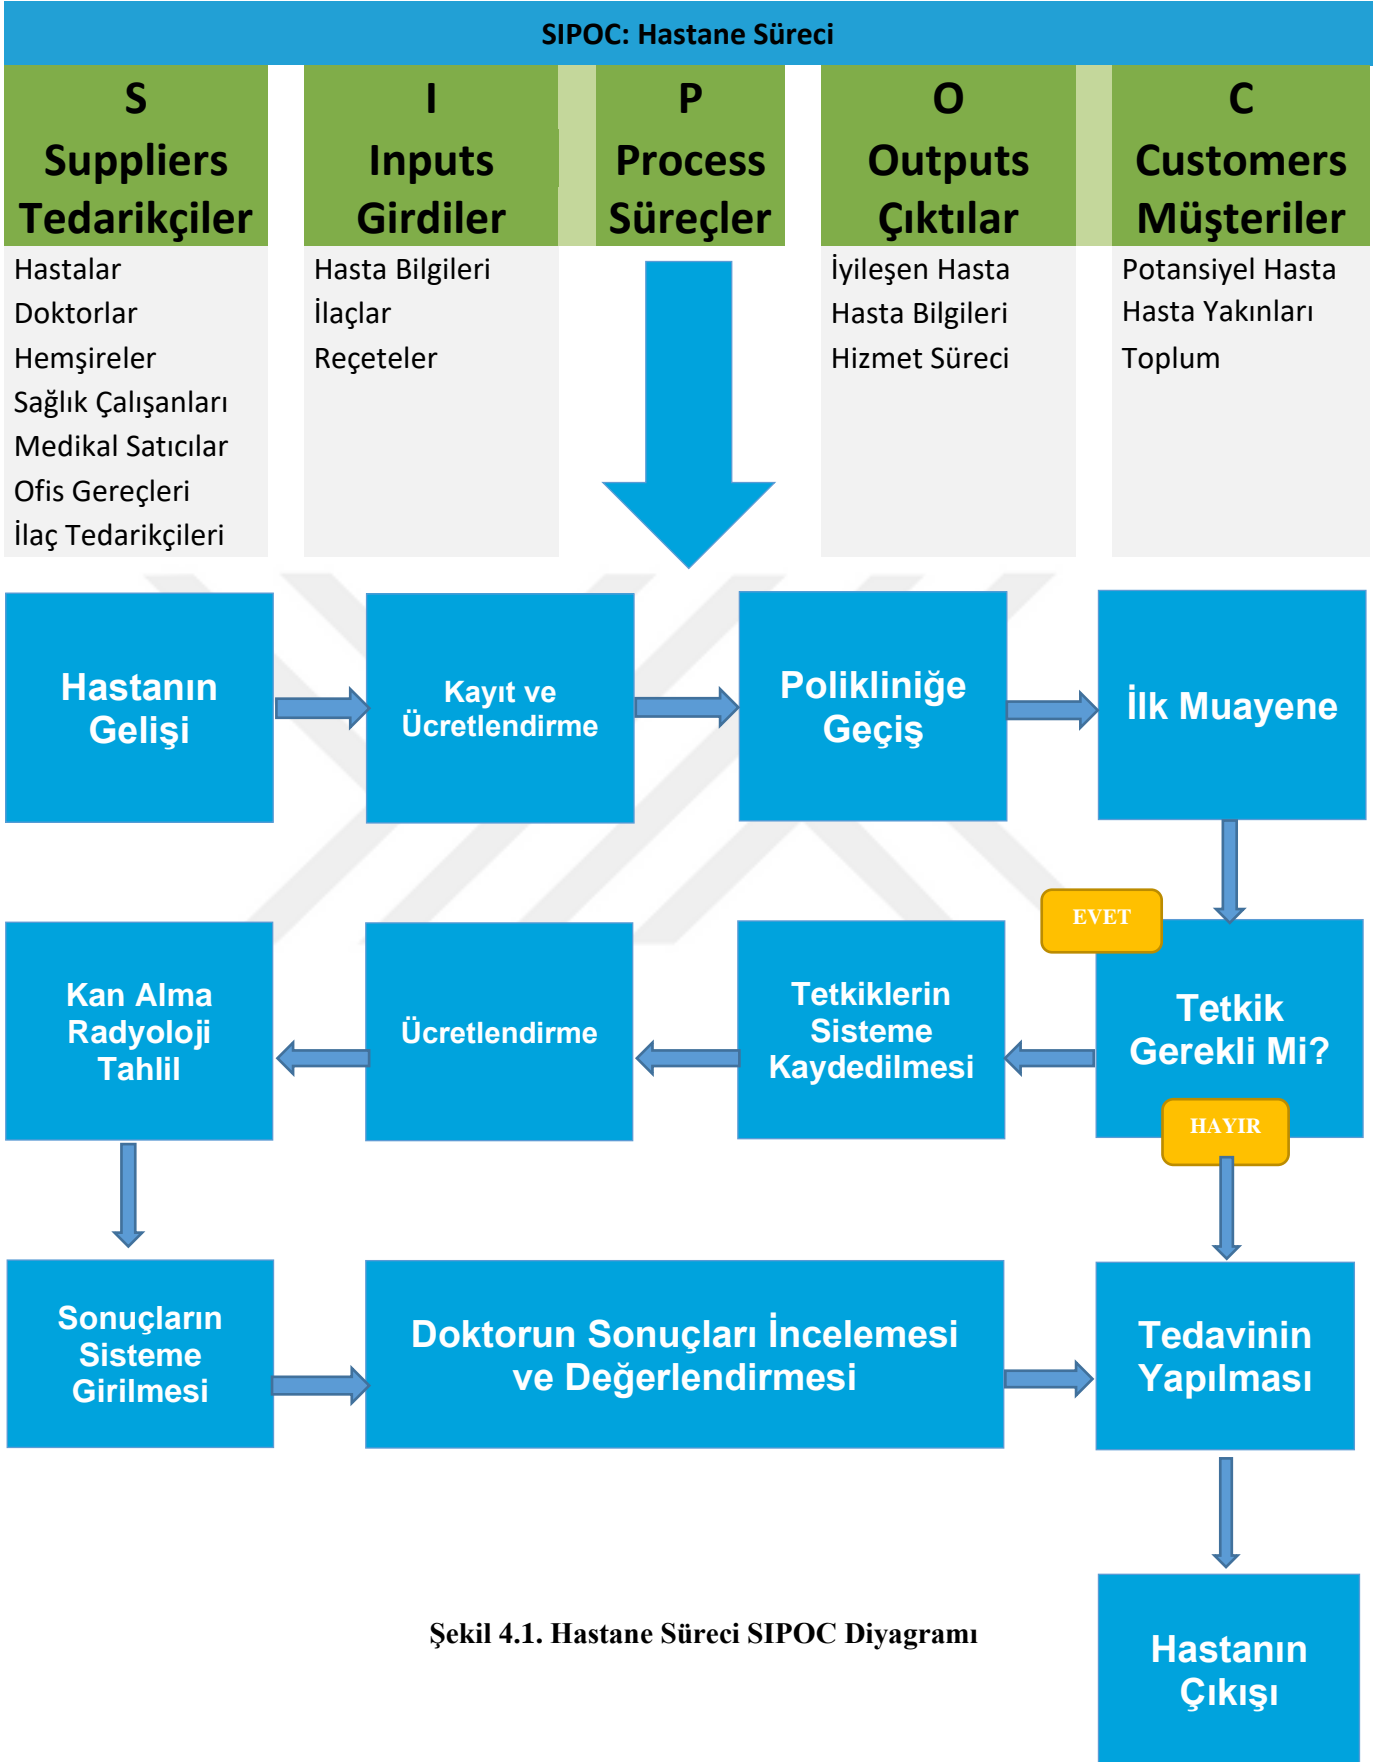 SIPOC: Hastane Süreci
S
Suppliers
Tedarikçiler
I
Inputs
Girdiler
P
Process
Süreçler
O
Outputs
Çıktılar
C
Customers
Müşteriler
Hastalar
Doktorlar
Hemşireler
Sağlık Çalışanları
Medikal Satıcılar
Ofis Gereçleri
İlaç Tedarikçileri
Hasta Bilgileri
İlaçlar
Reçeteler
İyileşen Hasta
Hasta Bilgileri
Hizmet Süreci
Potansiyel Hasta
Hasta Yakınları
Toplum
Hastanın
Gelişi
Kayıt ve
Ücretlendirme
Polikliniğe
Geçiş
İlk Muayene
EVET
Tetkik
Gerekli Mi?
HAYIR
Tetkiklerin
Sisteme
Kaydedilmesi
Ücretlendirme
Kan Alma
Radyoloji
Tahlil
Sonuçların
Sisteme
Girilmesi
Doktorun Sonuçları İncelemesi
ve Değerlendirmesi
Tedavinin
Yapılması
Hastanın
Çıkışı
Şekil 4.1. Hastane Süreci SIPOC Diyagramı